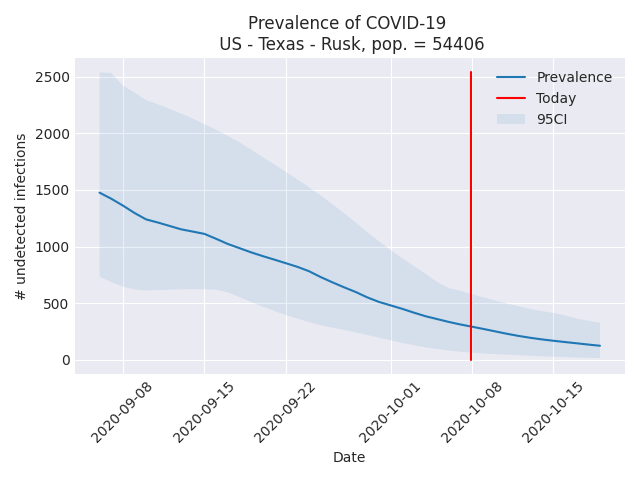 Prevalence of COVID-19
US - Texas - Rusk, pop. = 54406
2500
2000
1500
1000
500
0
# undetected infections
Prevalence
Today
95CI
2020-09-08
2020-09-15
2020-09-22
2020-10-01
2020-10-08
2020-10-15
Date